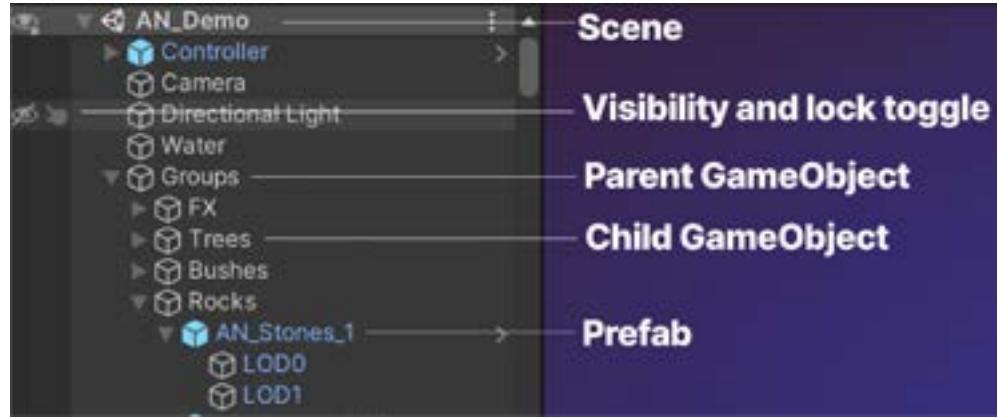 AN_Demo
Scene
Controller
Camera
Directional Light
Visibility and lock toggle
Water
Groups
Parent GameObject
FX
Trees
Child GameObject
Bushes
Rocks
AN_Stones_1
Prefab
LOD0
LOD1